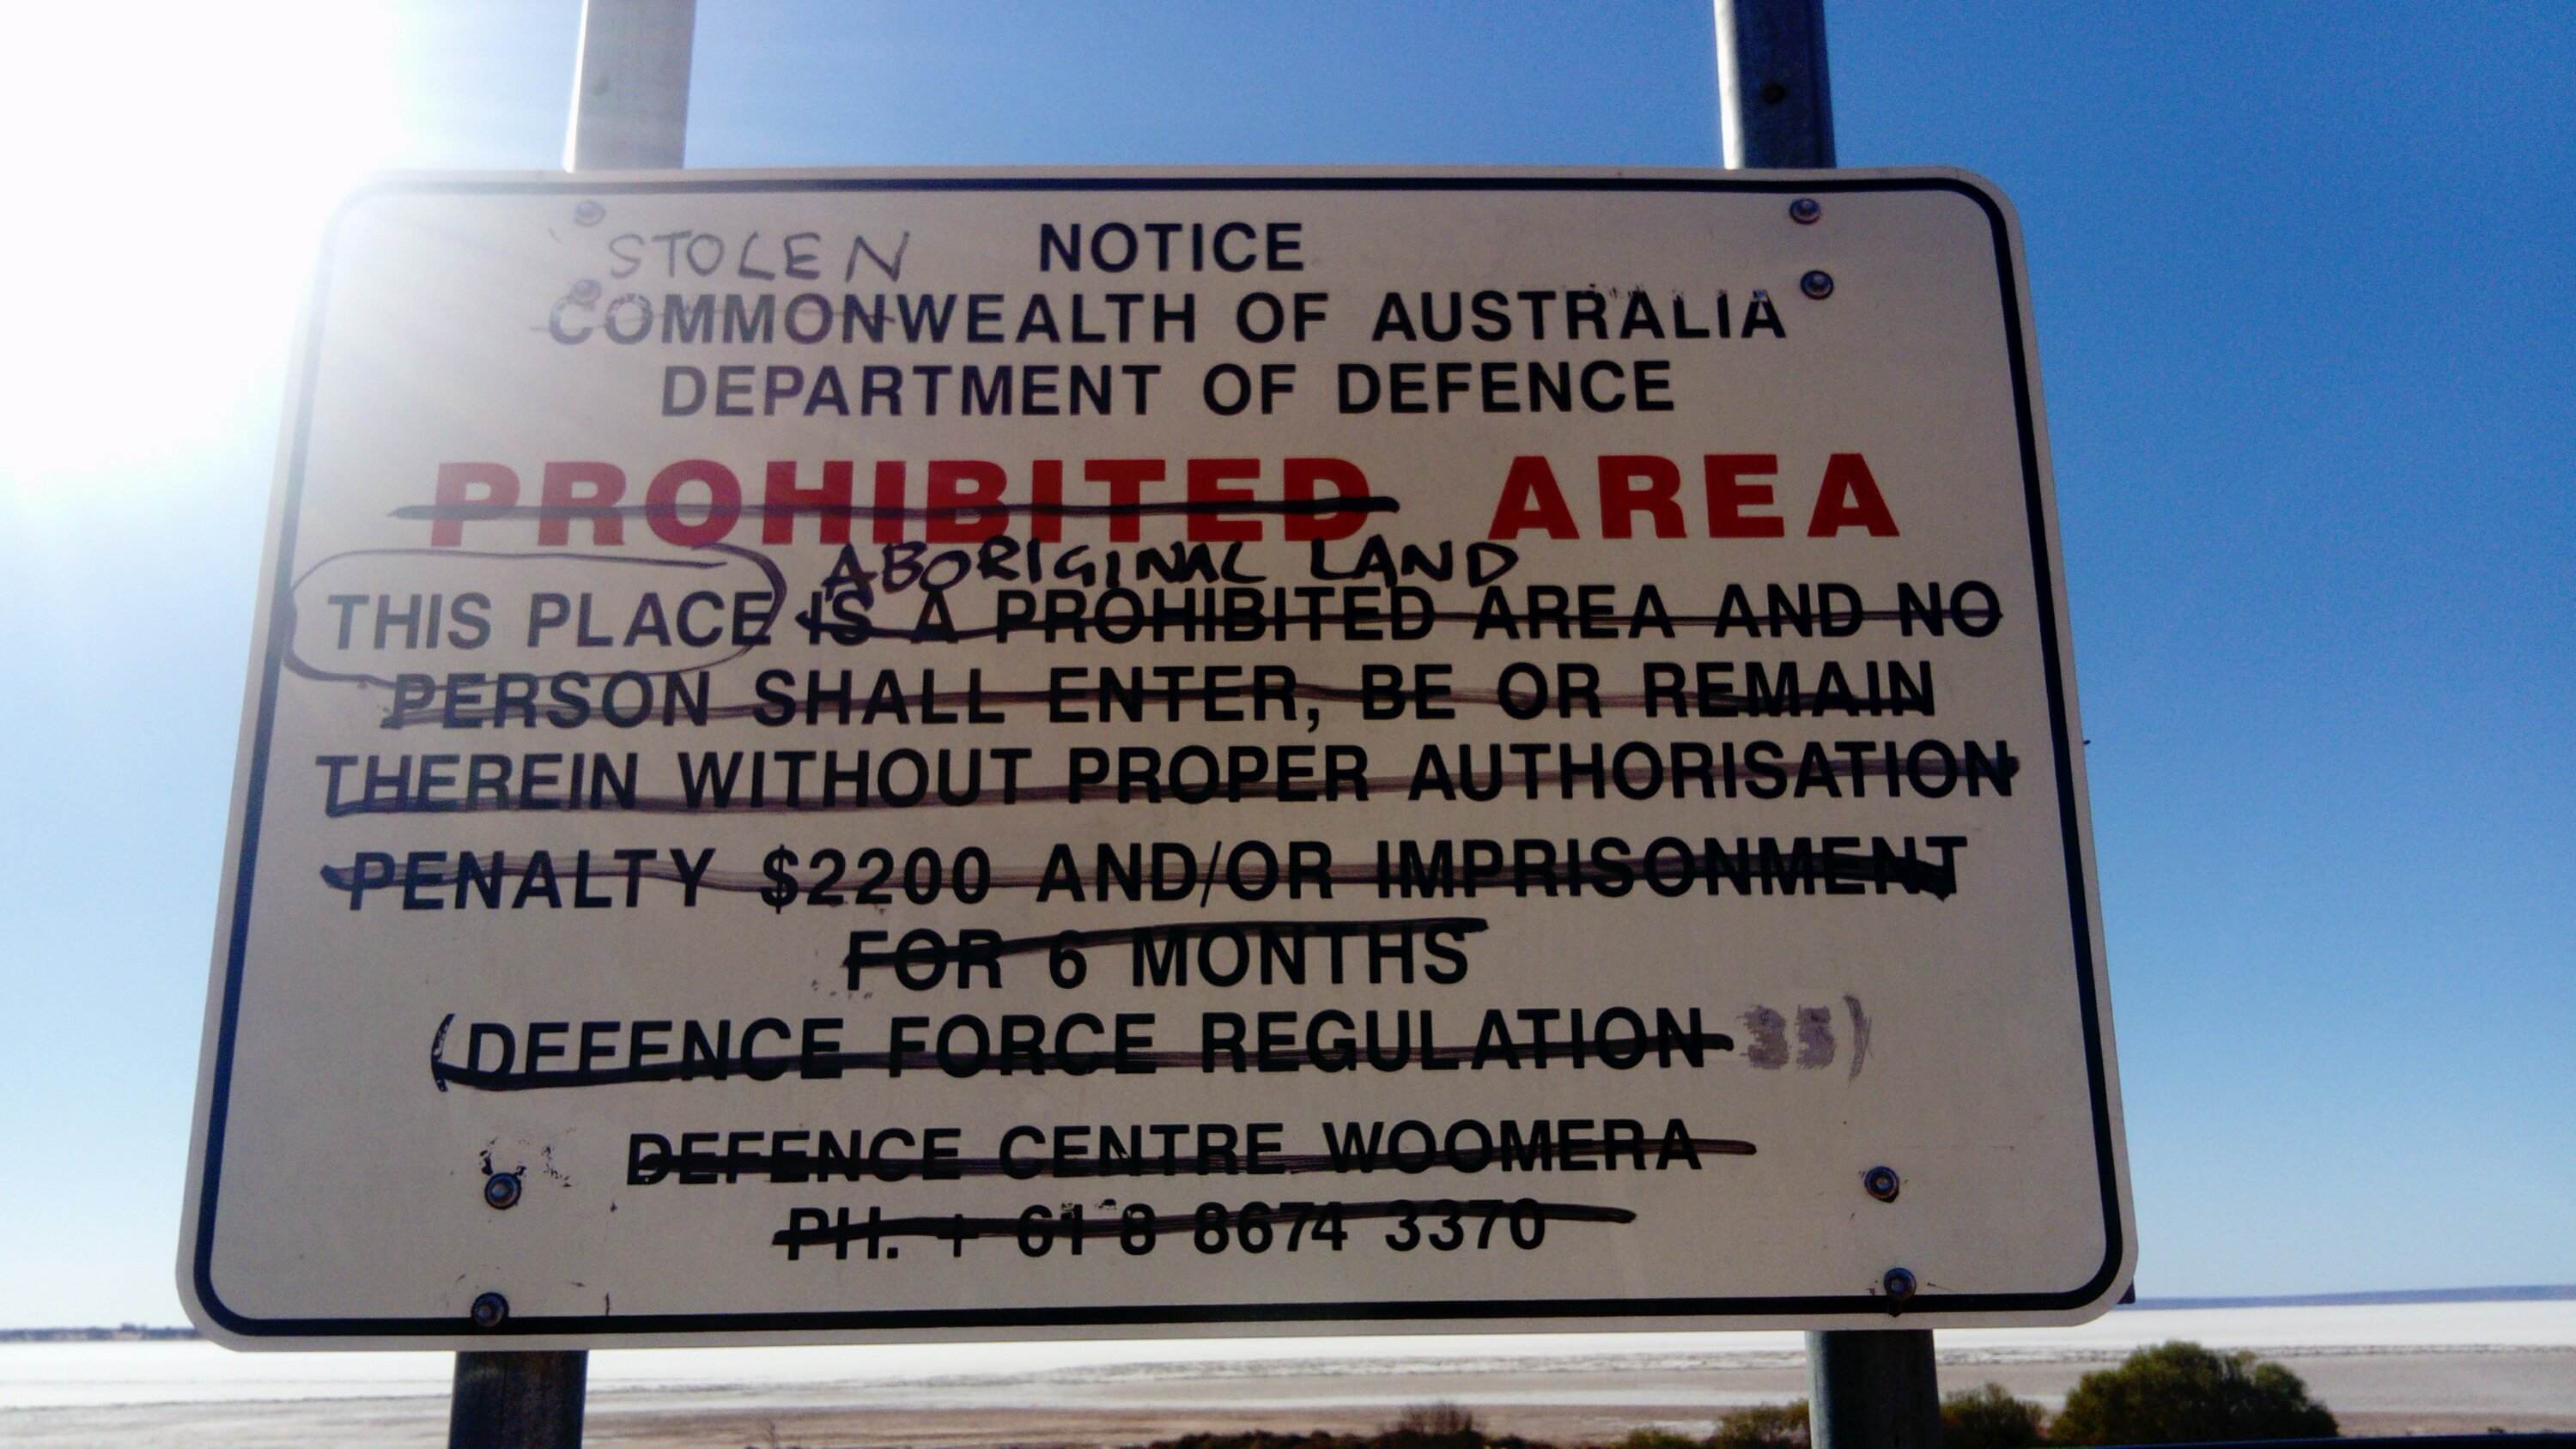 STOLEN NOTICE
COMMONWEALTH OF AUSTRALIA
DEPARTMENT OF DEFENCE
PROHIBITED AREA
ABORIGINAL LAND
THIS PLACE IS A PROHIBITED AREA AND NO
PERSON SHALL ENTER, BE OR REMAIN
THEREIN WITHOUT PROPER AUTHORISATION
PENALTY $2200 AND/OR IMPRISONMENT
FOR 6 MONTHS
(DEFENCE FORCE REGULATION 35)
DEFENCE CENTRE WOOMERA
PH. + 61 8 8674 3370